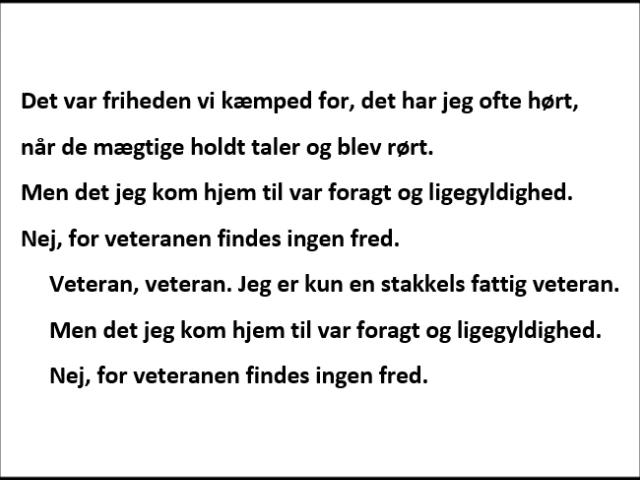 Det var friheden vi kæmped for, det har jeg ofte hørt,
når de mægtige holdt taler og blev rørt.
Men det jeg kom hjem til var foragt og ligegyldighed.
Nej, for veteranen findes ingen fred.
Veteran, veteran. Jeg er kun en stakkels fattig veteran.
Men det jeg kom hjem til var foragt og ligegyldighed.
Nej, for veteranen findes ingen fred.